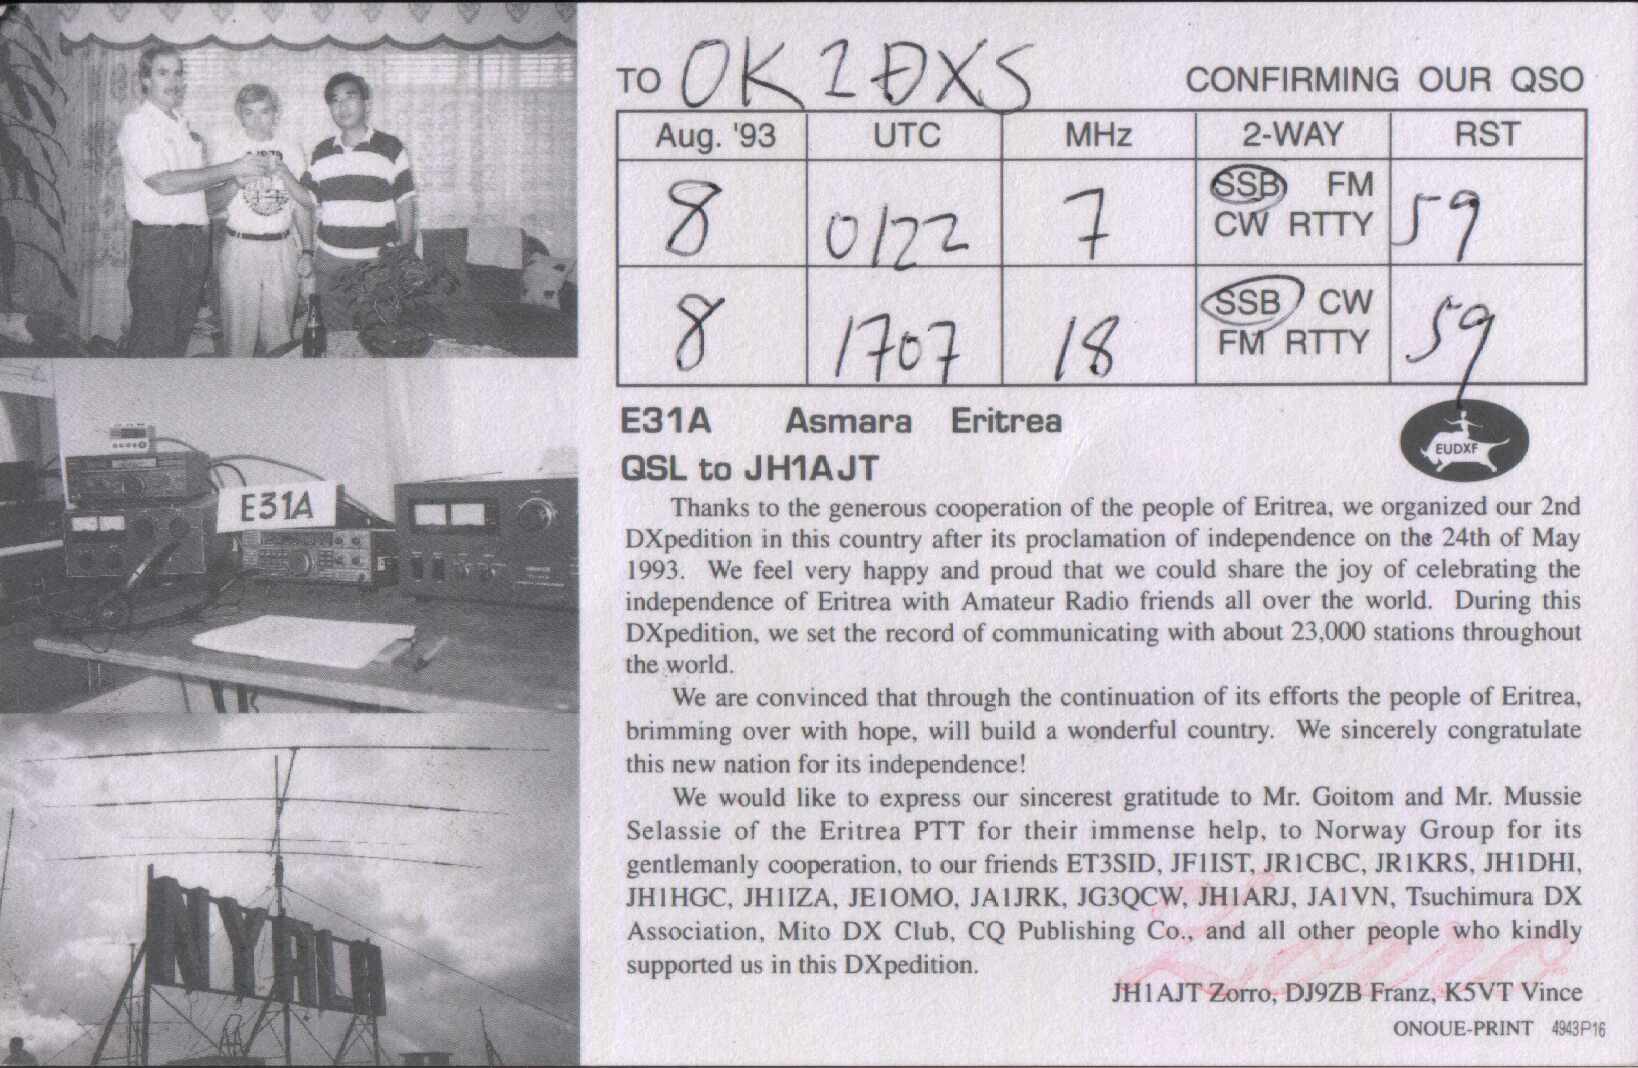 TO OK1DXS CONFIRMING OUR QSO
Aug. '93 UTC MHz 2-WAY RST
8 0122 7 SSB FM CW RTTY 59
8 1707 18 SSB CW FM RTTY 59
E31A Asmara Eritrea
EUDXF
QSL to JH1AJT
Thanks to the generous cooperation of the people of Eritrea, we organized our 2nd
DXpedition in this country after its proclamation of independence on the 24th of May
1993. We feel very happy and proud that we could share the joy of celebrating the
independence of Eritrea with Amateur Radio friends all over the world. During this
DXpedition, we set the record of communicating with about 23,000 stations throughout
the world.
We are convinced that through the continuation of its efforts the people of Eritrea,
brimming over with hope, will build a wonderful country. We sincerely congratulate
this new nation for its independence!
We would like to express our sincerest gratitude to Mr. Goitom and Mr. Mussie
Selassie of the Eritrea PTT for their immense help, to Norway Group for its
gentlemanly cooperation, to our friends ET3SID, JF1IST, JR1CBC, JR1KRS, JH1DHI,
JH1HGC, JH1IZA, JE1OMO, JA1JRK, JG3QCW, JH1ARJ, JA1VN, Tsuchimura DX
Association, Mito DX Club, CQ Publishing Co., and all other people who kindly
supported us in this DXpedition.
Zorro
JH1AJT Zorro, DJ9ZB Franz, K5VT Vince
ONOUE-PRINT 4943P16
E31A
NYALA